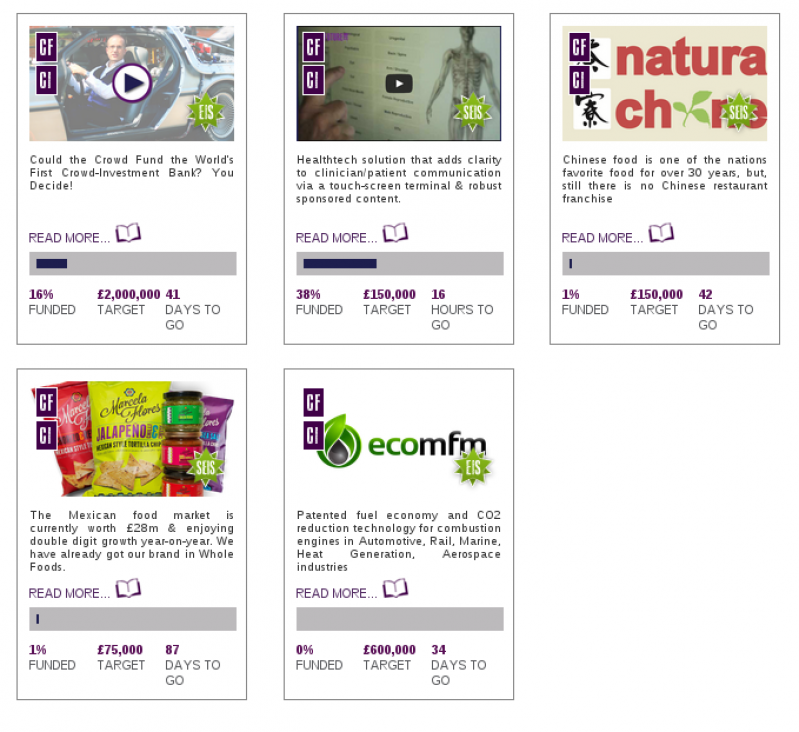 CF
CI
EIS
Could the Crowd Fund the World's
First Crowd-Investment Bank? You
Decide!
READ MORE...
16% £2,000,000 41
FUNDED TARGET DAYS TO
GO
CF
CI
SEIS
Healthtech solution that adds clarity
to clinician/patient communication
via a touch-screen terminal & robust
sponsored content.
READ MORE...
38% £150,000 16
FUNDED TARGET HOURS TO
GO
CF
CI
茶 natura
寮 ch
SEIS
Chinese food is one of the nations
favorite food for over 30 years, but,
still there is no Chinese restaurant
franchise
READ MORE...
1% £150,000 42
FUNDED TARGET DAYS TO
GO
CF
CI
Marcela
Flores
JALAPENO
MEXICAN STYLE TORTILLA CHIPS
SEIS
The Mexican food market is
currently worth £28m & enjoying
double digit growth year-on-year. We
have already got our brand in Whole
Foods.
READ MORE...
1% £75,000 87
FUNDED TARGET DAYS TO
GO
CF
CI
ecomfm
EIS
Patented fuel economy and CO2
reduction technology for combustion
engines in Automotive, Rail, Marine,
Heat Generation, Aerospace
industries
READ MORE...
0% £600,000 34
FUNDED TARGET DAYS TO
GO